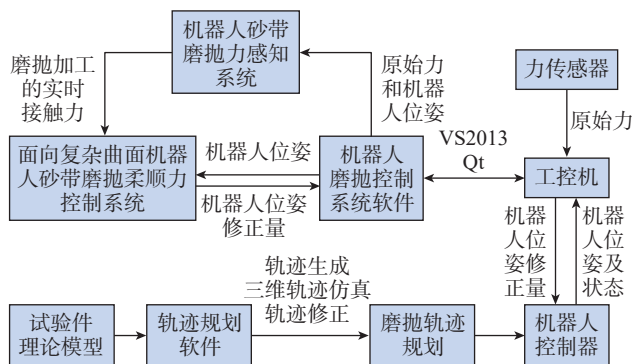 机器人砂带
磨抛力感知
系统
磨抛加工
的实时
接触力
原始力
和机器
人位姿
力传感器
原始力
面向复杂曲面机器
人砂带磨抛柔顺力
控制系统
机器人位姿
机器人位姿
修正量
机器人
磨抛控制
系统软件
VS2013
Qt
工控机
机器
人位
姿修
正量
机器
人位
姿及
状态
试验件
理论模型
轨迹规划
软件
轨迹生成
三维轨迹仿真
轨迹修正
磨抛轨迹
规划
机器人
控制器